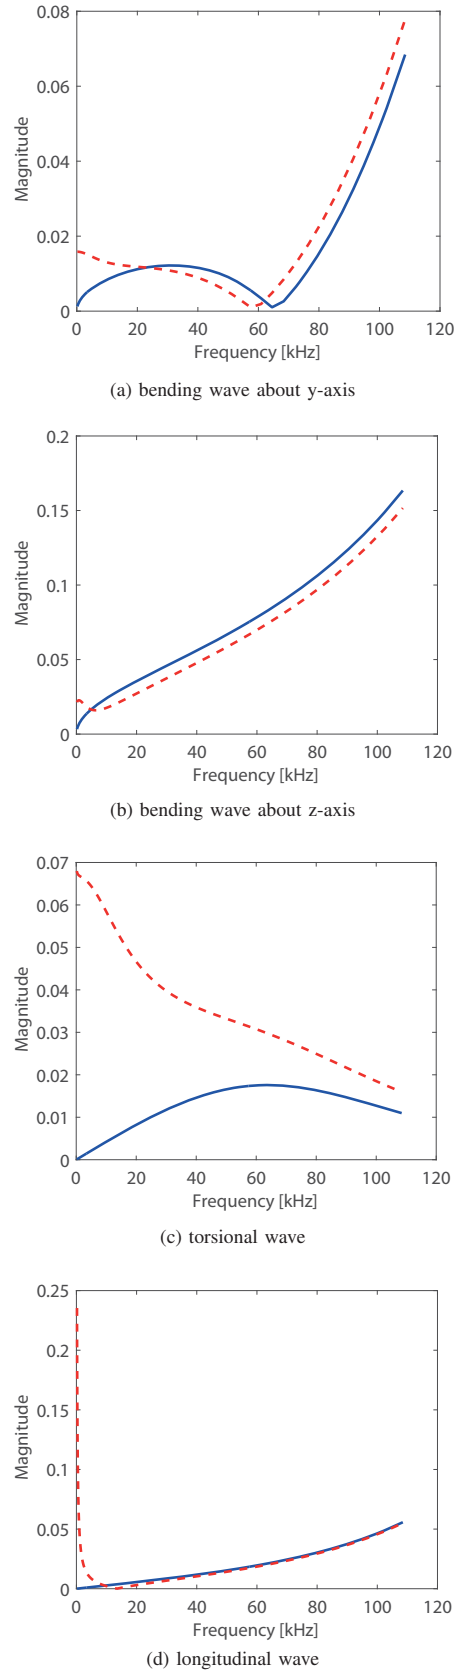 0.08
0.06
0.04
0.02
0
Magnitude
0 20 40 60 80 100 120
Frequency [kHz]
(a) bending wave about y-axis
0.2
0.15
0.1
0.05
0
Magnitude
0 20 40 60 80 100 120
Frequency [kHz]
(b) bending wave about z-axis
0.07
0.06
0.05
0.04
0.03
0.02
0.01
0
Magnitude
0 20 40 60 80 100 120
Frequency [kHz]
(c) torsional wave
0.25
0.2
0.15
0.1
0.05
0
Magnitude
0 20 40 60 80 100 120
Frequency [kHz]
(d) longitudinal wave